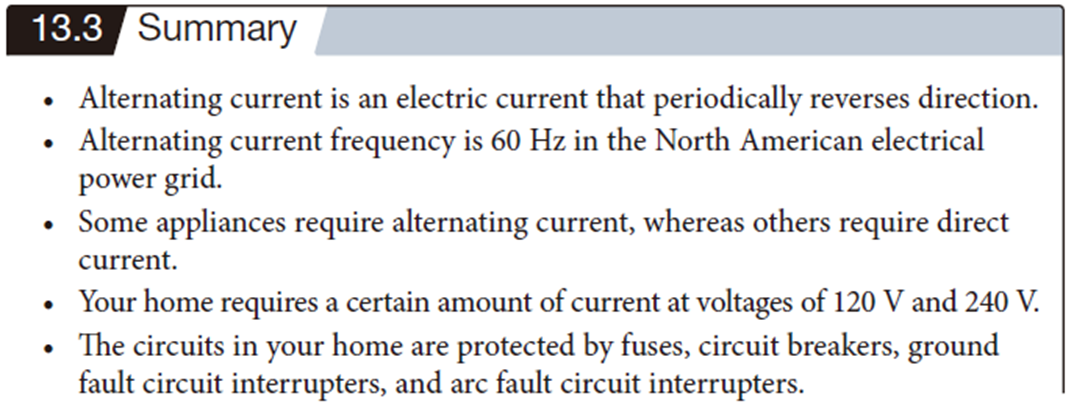 13.3 Summary
• Alternating current is an electric current that periodically reverses direction.
• Alternating current frequency is 60 Hz in the North American electrical
power grid.
• Some appliances require alternating current, whereas others require direct
current.
• Your home requires a certain amount of current at voltages of 120 V and 240 V.
• The circuits in your home are protected by fuses, circuit breakers, ground
fault circuit interrupters, and arc fault circuit interrupters.